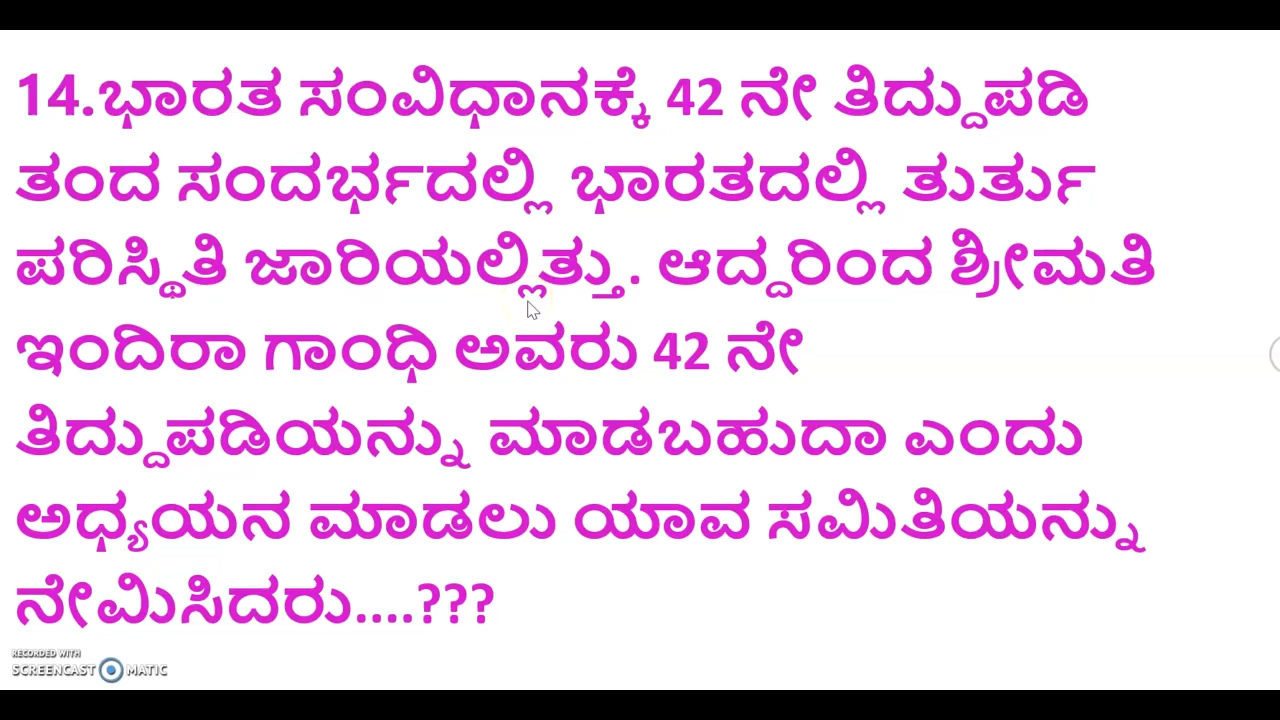 14.ಭಾರತ ಸಂವಿಧಾನಕ್ಕೆ 42 ನೇ ತಿದ್ದುಪಡಿ
ತಂದ ಸಂದರ್ಭದಲ್ಲಿ ಭಾರತದಲ್ಲಿ ತುರ್ತು
ಪರಿಸ್ಥಿತಿ ಜಾರಿಯಲ್ಲಿತ್ತು. ಆದ್ದರಿಂದ ಶ್ರೀಮತಿ
ಇಂದಿರಾ ಗಾಂಧಿ ಅವರು 42 ನೇ
ತಿದ್ದುಪಡಿಯನ್ನು ಮಾಡಬಹುದಾ ಎಂದು
ಅಧ್ಯಯನ ಮಾಡಲು ಯಾವ ಸಮಿತಿಯನ್ನು
ನೇಮಿಸಿದರು....???
RECORDED WITH
SCREENCAST MATIC